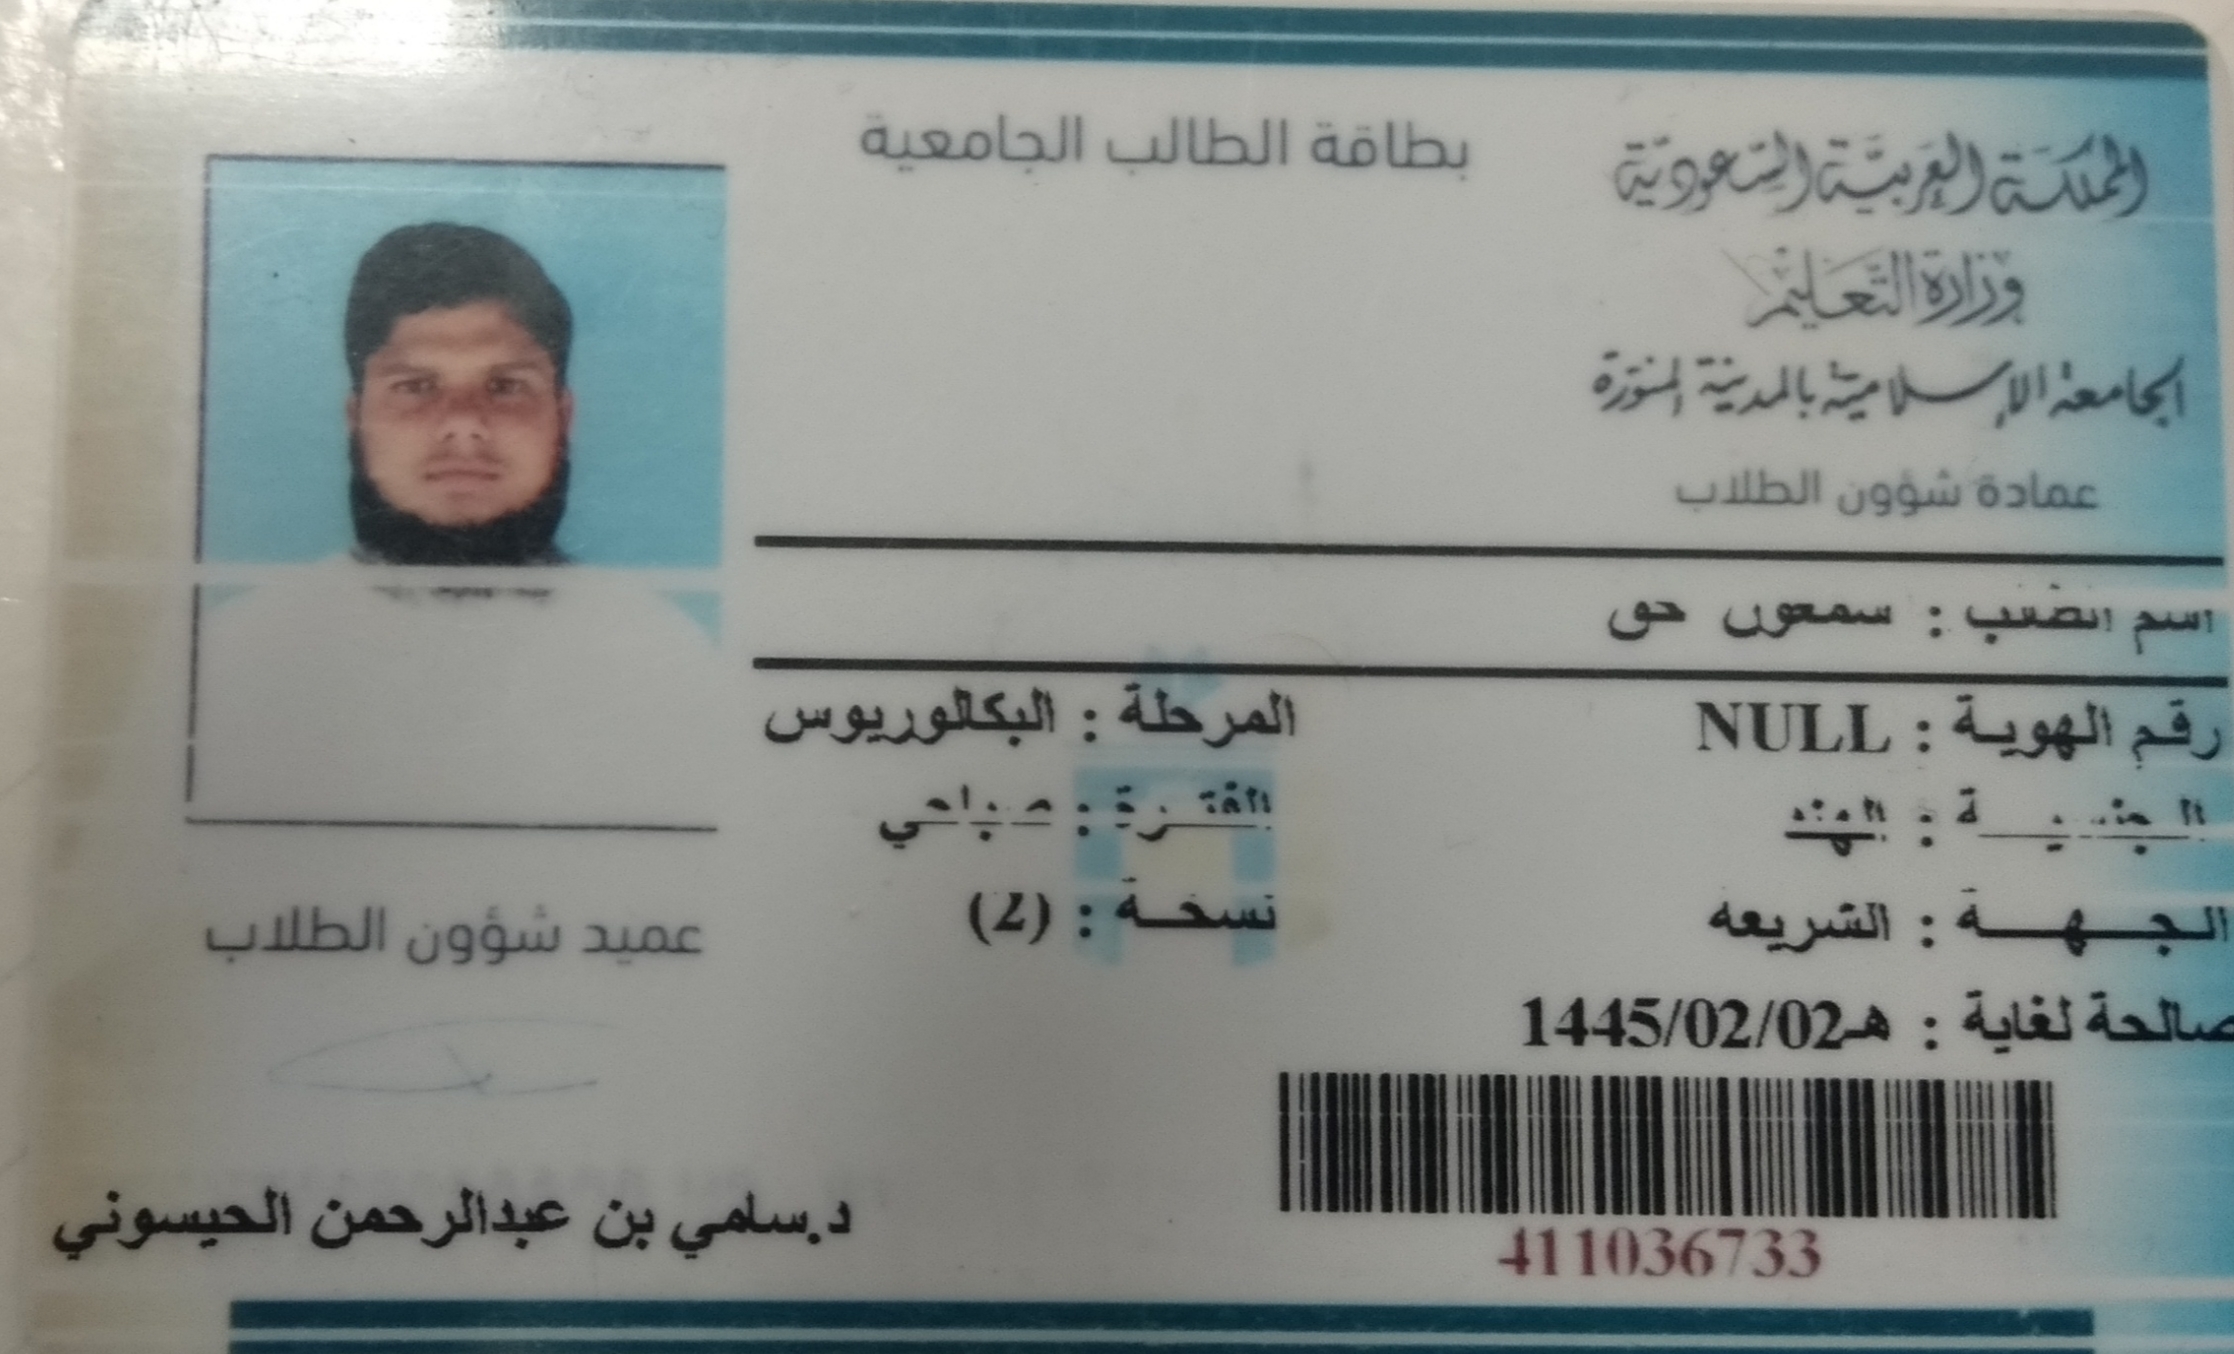 بطاقة الطالب الجامعية
المملكة العربية السعودية
وزارة التعليم
الجامعة الإسلامية بالمدينة المنورة
عمادة شؤون الطلاب
اسم الطالب : سمعون حق
رقم الهوية : NULL
المرحلة : البكالوريوس
الجنسية : الهند
الفترة : صباحي
الجهة : الشريعه
نسخة : (2)
صالحة لغاية : 1445/02/02هـ
411036733
عميد شؤون الطلاب
د.سامي بن عبدالرحمن الحيسوني